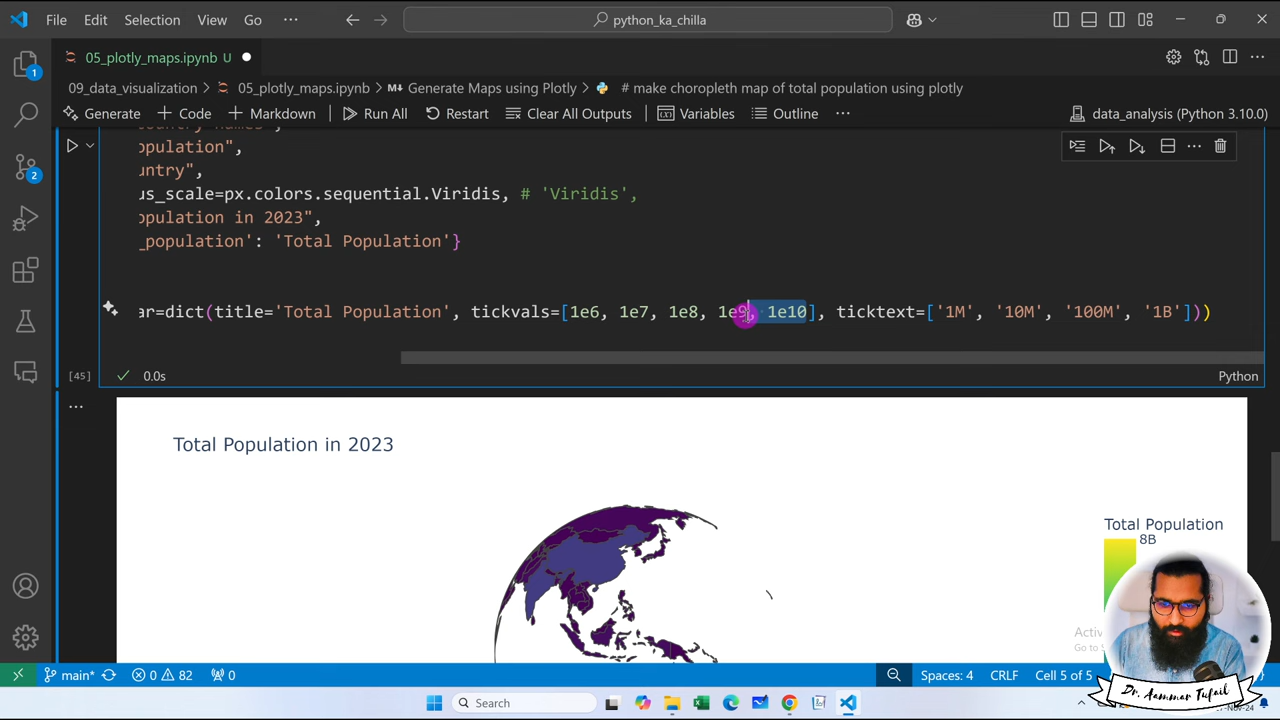 File Edit Selection View Go ··· python_ka_chilla
05_plotly_maps.ipynb U
09_data_visualization > 05_plotly_maps.ipynb > Generate Maps using Plotly > # make choropleth map of total population using plotly
Generate + Code + Markdown Run All Restart Clear All Outputs Variables Outline ··· data_analysis (Python 3.10.0)
opulation",
untry",
us_scale=px.colors.sequential.Viridis, # 'Viridis',
opulation in 2023",
_population': 'Total Population'}
ar=dict(title='Total Population', tickvals=[1e6, 1e7, 1e8, 1e9, 1e10], ticktext=['1M', '10M', '100M', '1B']))
[45] 0.0s Python
Total Population in 2023
Total Population
8B
1
2
main* 0 82 0 Spaces: 4 CRLF Cell 5 of 5
Search
Dr. Aammar Tufail